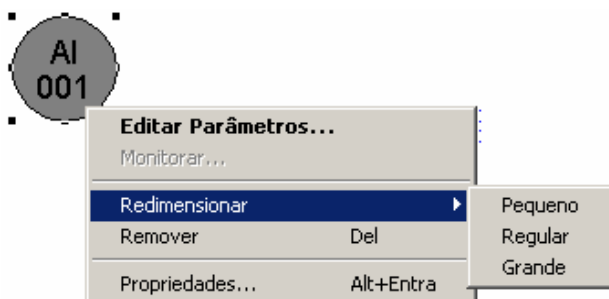 AI
001
Editar Parâmetros...
Monitorar...
Redimensionar
Remover Del
Propriedades... Alt+Entra
Pequeno
Regular
Grande